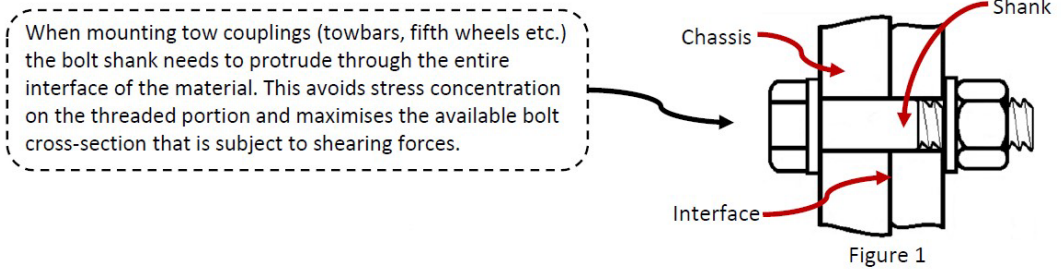 When mounting tow couplings (towbars, fifth wheels etc.)
the bolt shank needs to protrude through the entire
interface of the material. This avoids stress concentration
on the threaded portion and maximises the available bolt
cross-section that is subject to shearing forces.
Shank
Chassis
Interface
Figure 1